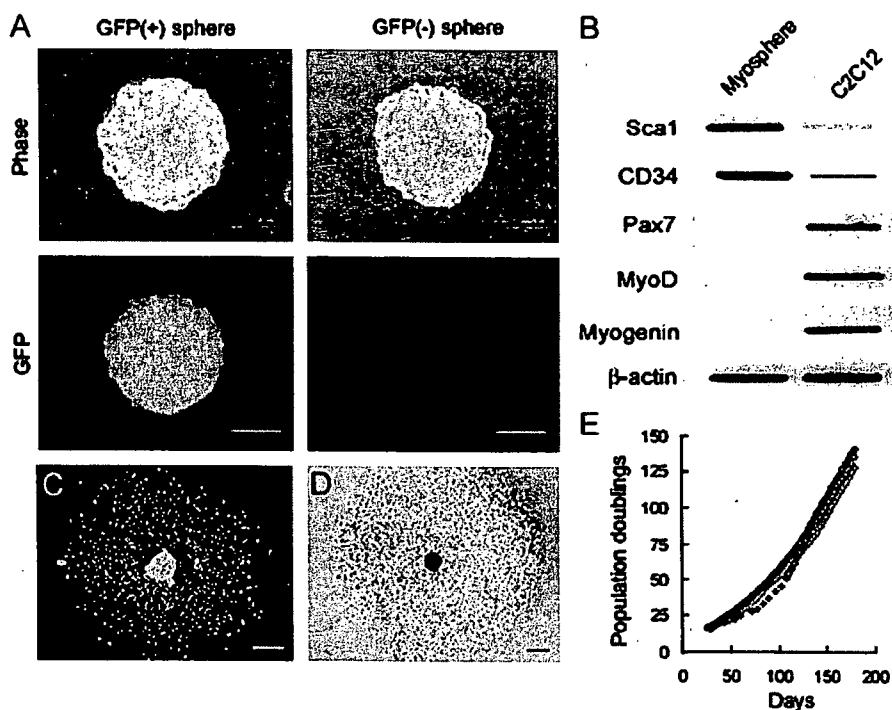 A
GFP(+) sphere
GFP(-) sphere
Phase
GFP
B
Myosphere
C2C12
Sca1
CD34
Pax7
MyoD
Myogenin
β-actin
C
D
E
Population doublings
150
125
100
75
50
25
0
0 50 100 150 200
Days